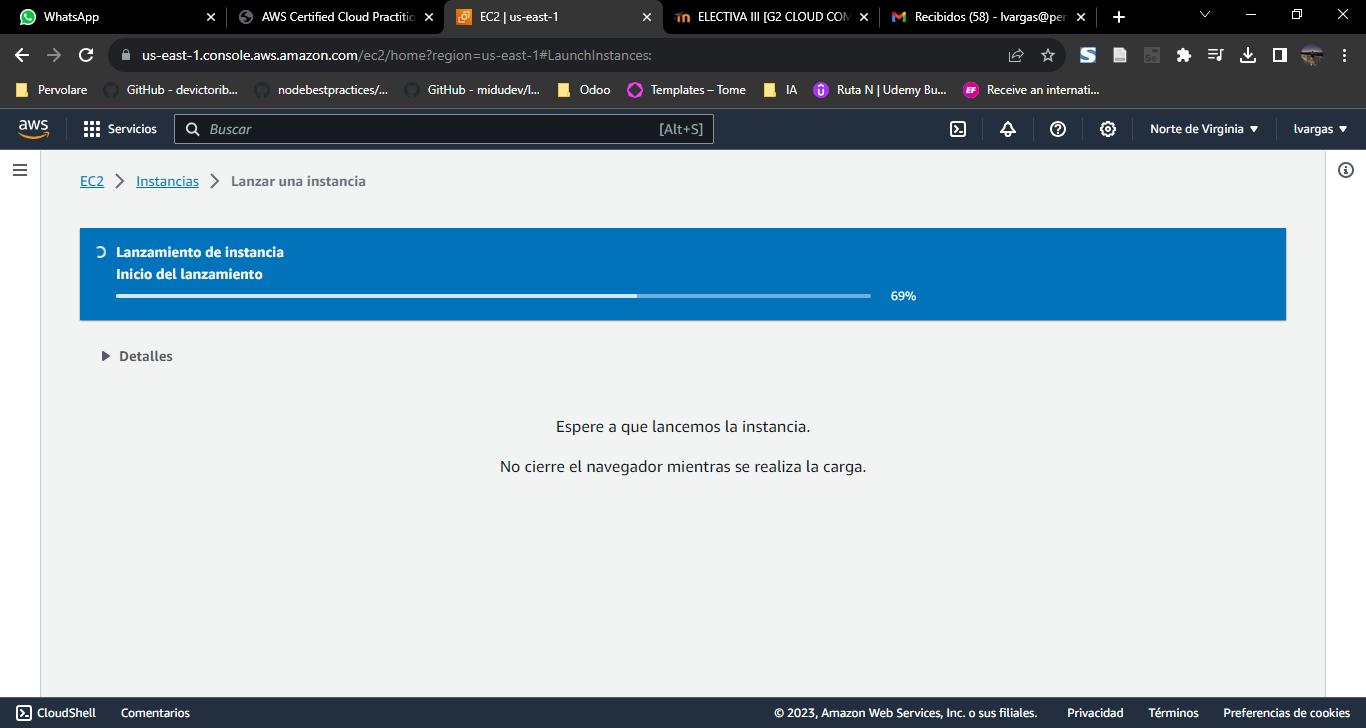 WhatsApp
AWS Certified Cloud Practitio
EC2 | us-east-1
ELECTIVA III [G2 CLOUD COM
Recibidos (58) - lvargas@per
us-east-1.console.aws.amazon.com/ec2/home?region=us-east-1#LaunchInstances:
Pervolare
GitHub - devictorib...
nodebestpractices/...
GitHub - midudev/l...
Odoo
Templates – Tome
IA
Ruta N | Udemy Bu...
EF
Receive an internati...
aws
Servicios
Buscar
[Alt+S]
Norte de Virginia
lvargas
EC2
Instancias
Lanzar una instancia
Lanzamiento de instancia
Inicio del lanzamiento
69%
Detalles
Espere a que lancemos la instancia.
No cierre el navegador mientras se realiza la carga.
CloudShell
Comentarios
© 2023, Amazon Web Services, Inc. o sus filiales.
Privacidad
Términos
Preferencias de cookies